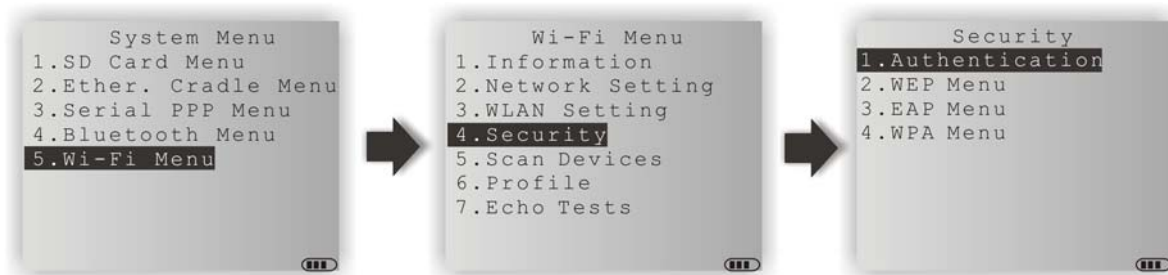 System Menu
1.SD Card Menu
2.Ether. Cradle Menu
3.Serial PPP Menu
4.Bluetooth Menu
5.Wi-Fi Menu
Wi-Fi Menu
1.Information
2.Network Setting
3.WLAN Setting
4.Security
5.Scan Devices
6.Profile
7.Echo Tests
Security
1.Authentication
2.WEP Menu
3.EAP Menu
4.WPA Menu